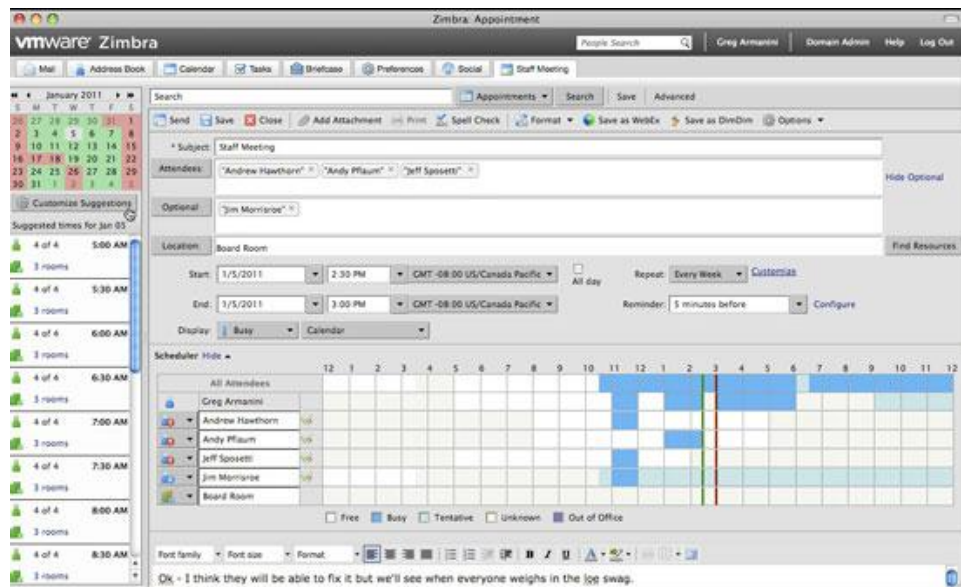 Zimbra: Appointment
vmware Zimbra
People Search
Greg Armanini
Domain Admin
Help
Log Out
Mail
Address Book
Calendar
Tasks
Briefcase
Preferences
Social
Staff Meeting
January 2011
S M T W T F S
26 27 28 29 30 31 1
2 3 4 5 6 7 8
9 10 11 12 13 14 15
16 17 18 19 20 21 22
23 24 25 26 27 28 29
30 31 1 2 3 4 5
Customize Suggestions
Suggested times for Jan 05
4 of 4 5:00 AM
3 rooms
4 of 4 5:30 AM
3 rooms
4 of 4 6:00 AM
3 rooms
4 of 4 6:30 AM
3 rooms
4 of 4 7:00 AM
3 rooms
4 of 4 7:30 AM
3 rooms
4 of 4 8:00 AM
3 rooms
4 of 4 8:30 AM
3 rooms
Search
Appointments
Search
Save
Advanced
Send
Save
Close
Add Attachment
Print
Spell Check
Format
Save as WebEx
Save as DimDim
Options
* Subject: Staff Meeting
Attendees: "Andrew Hawthorn" × "Andy Pflaum" × "Jeff Sposetti" ×
Hide Optional
Optional: "Jim Morrisroe" ×
Location: Board Room
Find Resources
Start: 1/5/2011 2:30 PM GMT -08:00 US/Canada Pacific
All day
Repeat: Every Week Customize
End: 1/5/2011 3:00 PM GMT -08:00 US/Canada Pacific
Reminder: 5 minutes before Configure
Display: Busy Calendar
Scheduler Hide
12 1 2 3 4 5 6 7 8 9 10 11 12 1 2 3 4 5 6 7 8 9 10 11 12
All Attendees
Greg Armanini
Andrew Hawthorn
Andy Pflaum
Jeff Sposetti
Jim Morrisroe
Board Room
Free Busy Tentative Unknown Out of Office
Font family
Font size
Format
B I U A
Ok - I think they will be able to fix it but we'll see when everyone weighs in the joe swag.